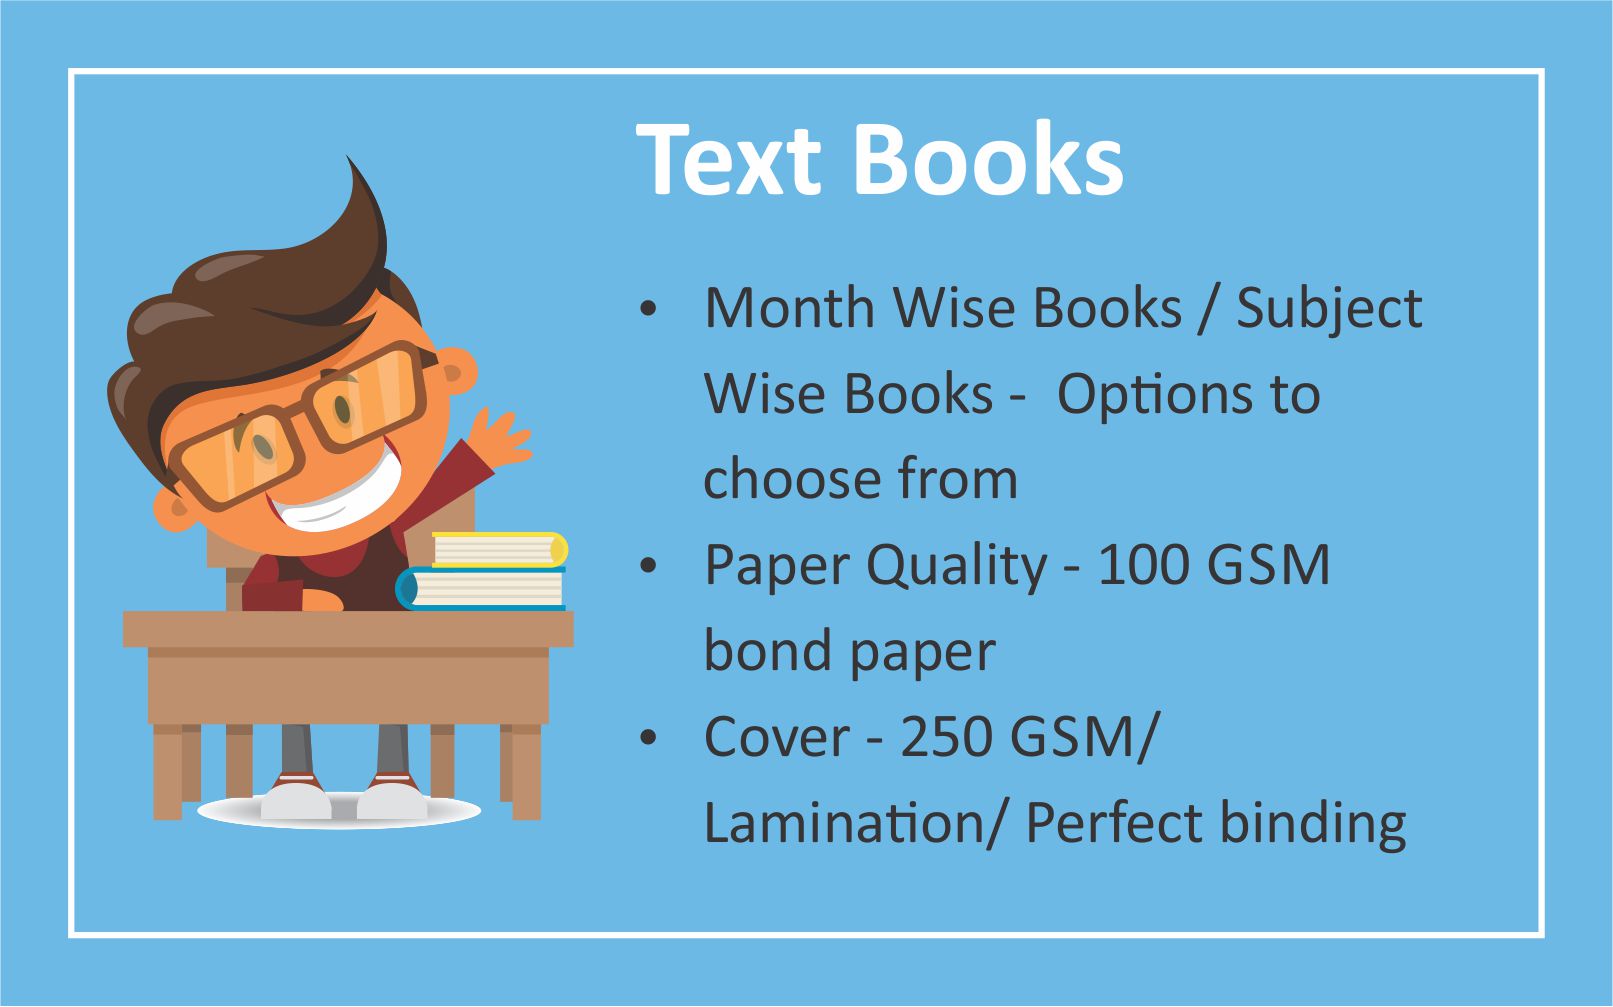 Text Books
• Month Wise Books / Subject
Wise Books -  Options to
choose from
• Paper Quality - 100 GSM
bond paper
• Cover - 250 GSM/
Lamination/ Perfect binding